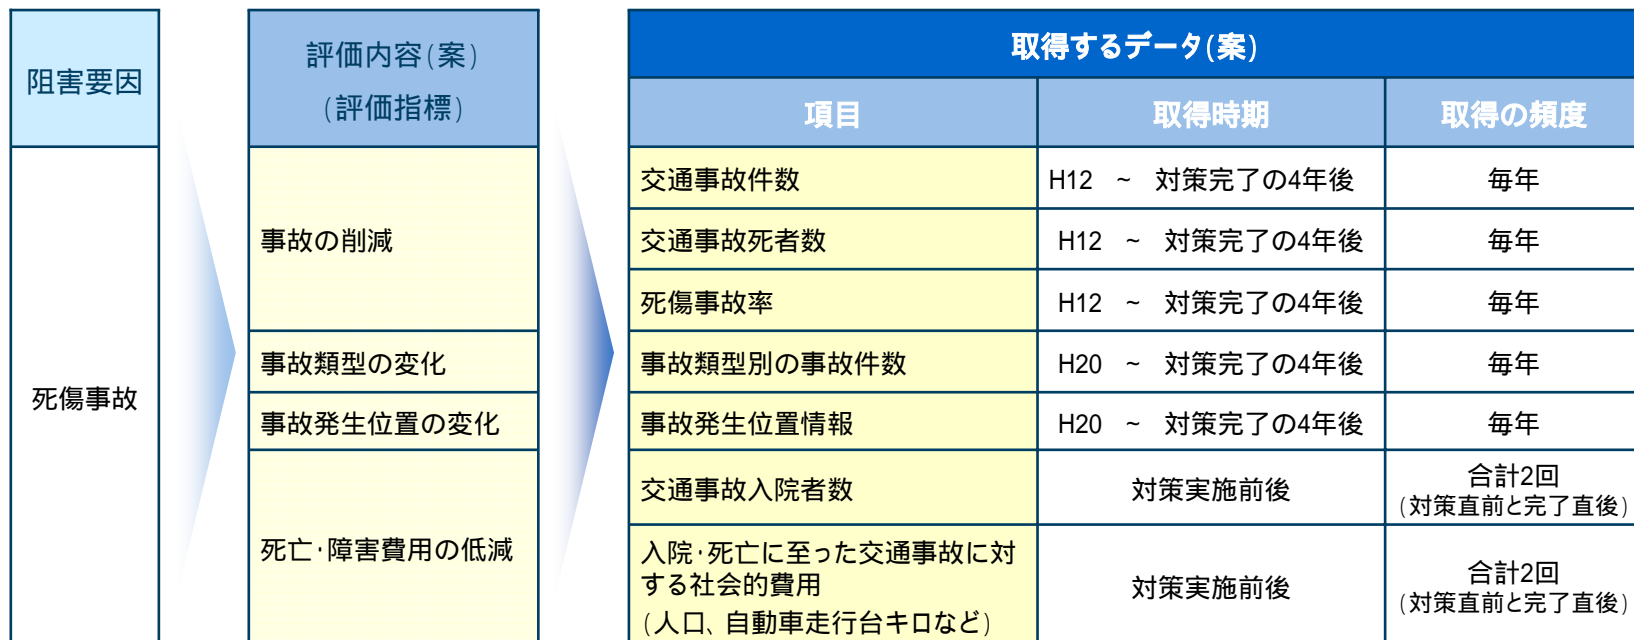 阻害要因
評価内容(案)
(評価指標)
取得するデータ(案)
項目
取得時期
取得の頻度
死傷事故
事故の削減
交通事故件数
H12 ~ 対策完了の4年後
毎年
交通事故死者数
H12 ~ 対策完了の4年後
毎年
死傷事故率
H12 ~ 対策完了の4年後
毎年
事故類型の変化
事故類型別の事故件数
H20 ~ 対策完了の4年後
毎年
事故発生位置の変化
事故発生位置情報
H20 ~ 対策完了の4年後
毎年
死亡・障害費用の低減
交通事故入院者数
対策実施前後
合計2回
(対策直前と完了直後)
入院・死亡に至った交通事故に対
する社会的費用
(人口、自動車走行台キロなど)
対策実施前後
合計2回
(対策直前と完了直後)